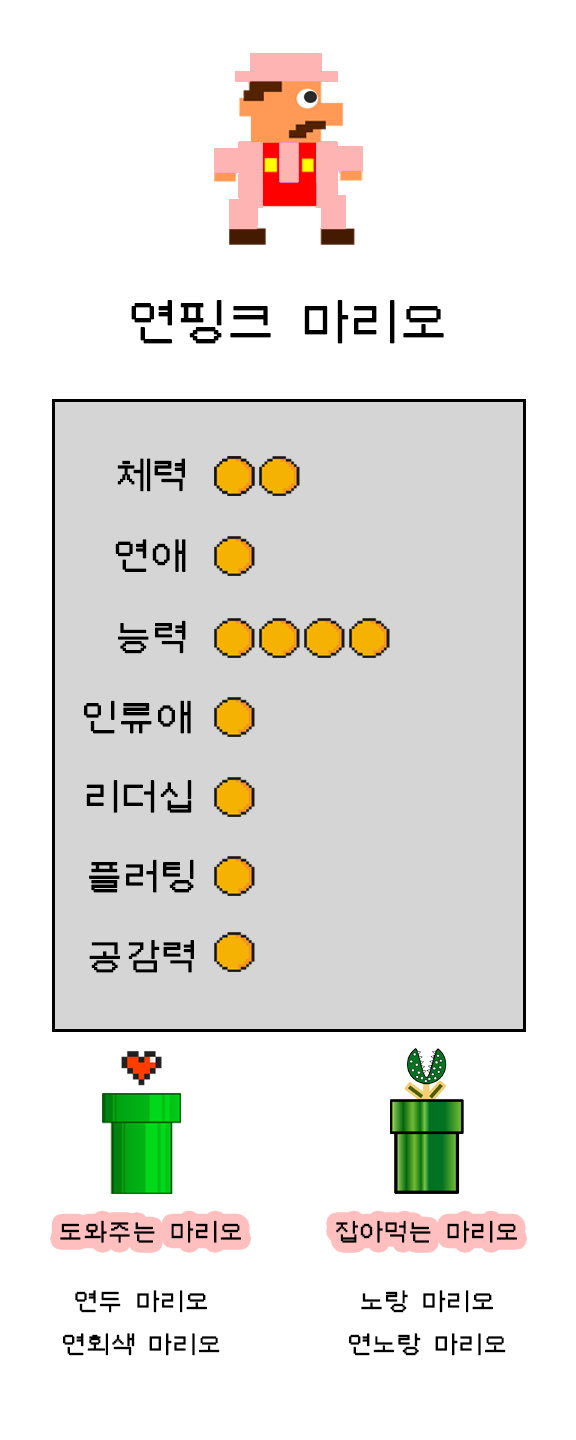 연핑크 마리오
체력
연애
능력
인류애
리더십
플러팅
공감력
도와주는 마리오
잡아먹는 마리오
연두 마리오
노랑 마리오
연회색 마리오
연노랑 마리오